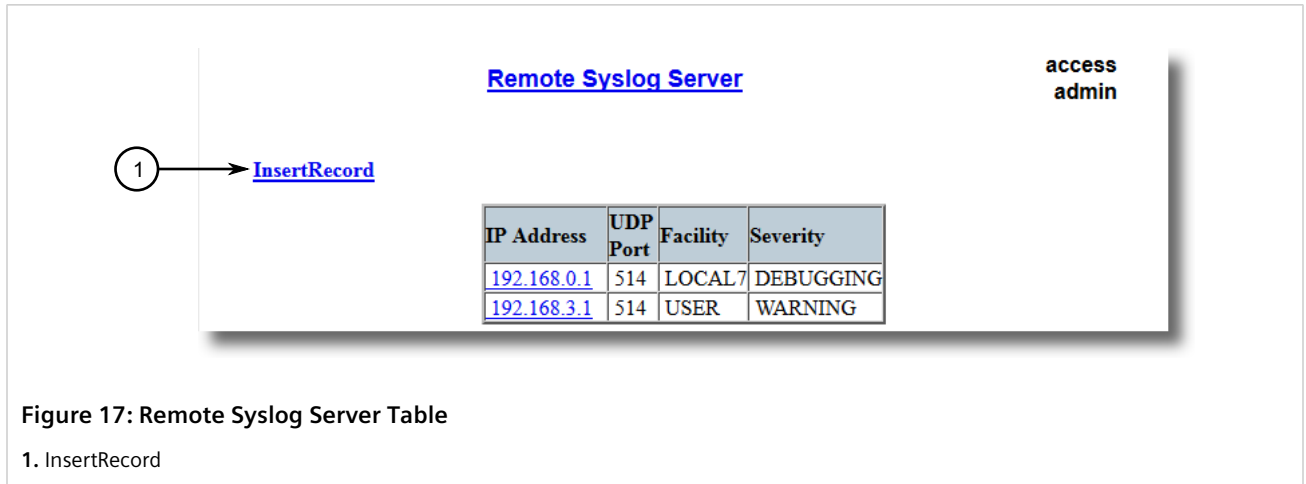 Remote Syslog Server
access
admin
1
InsertRecord
IP Address UDP Port Facility Severity
192.168.0.1 514 LOCAL7 DEBUGGING
192.168.3.1 514 USER WARNING
Figure 17: Remote Syslog Server Table
1. InsertRecord